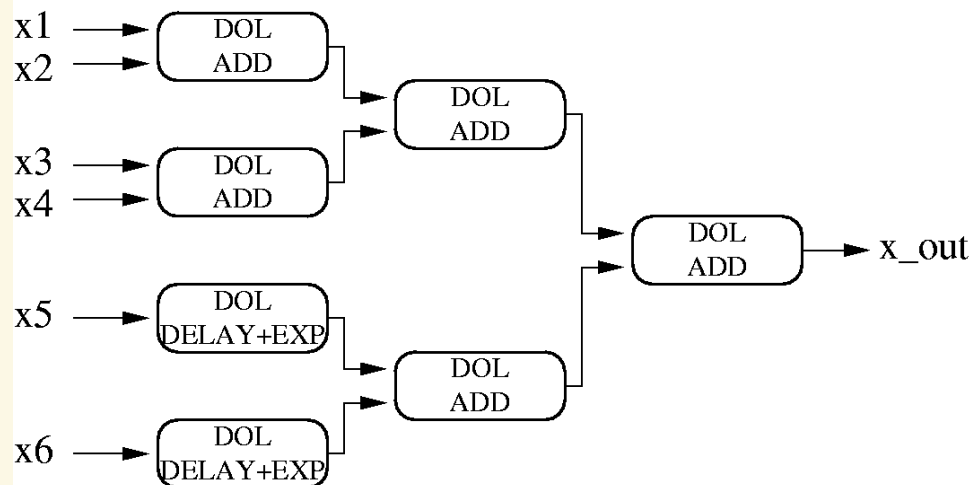 x1
x2
DOL
ADD
x3
x4
DOL
ADD
DOL
ADD
x5
DOL
DELAY+EXP
x6
DOL
DELAY+EXP
DOL
ADD
DOL
ADD
x_out